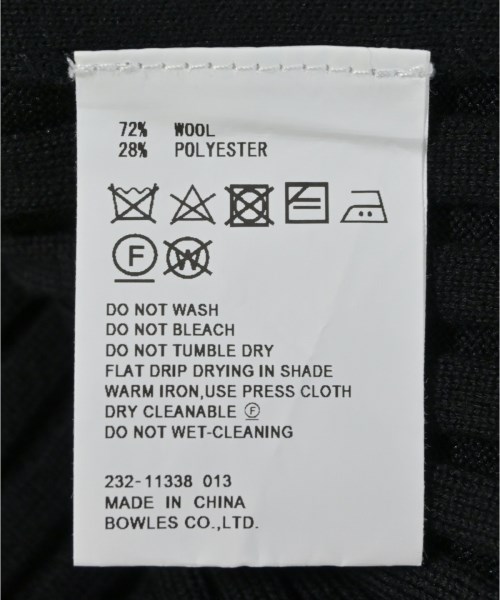 72% WOOL
28% POLYESTER
F W
DO NOT WASH
DO NOT BLEACH
DO NOT TUMBLE DRY
FLAT DRIP DRYING IN SHADE
WARM IRON,USE PRESS CLOTH
DRY CLEANABLE Ⓕ
DO NOT WET-CLEANING
232-11338 013
MADE IN CHINA
BOWLES CO.,LTD.